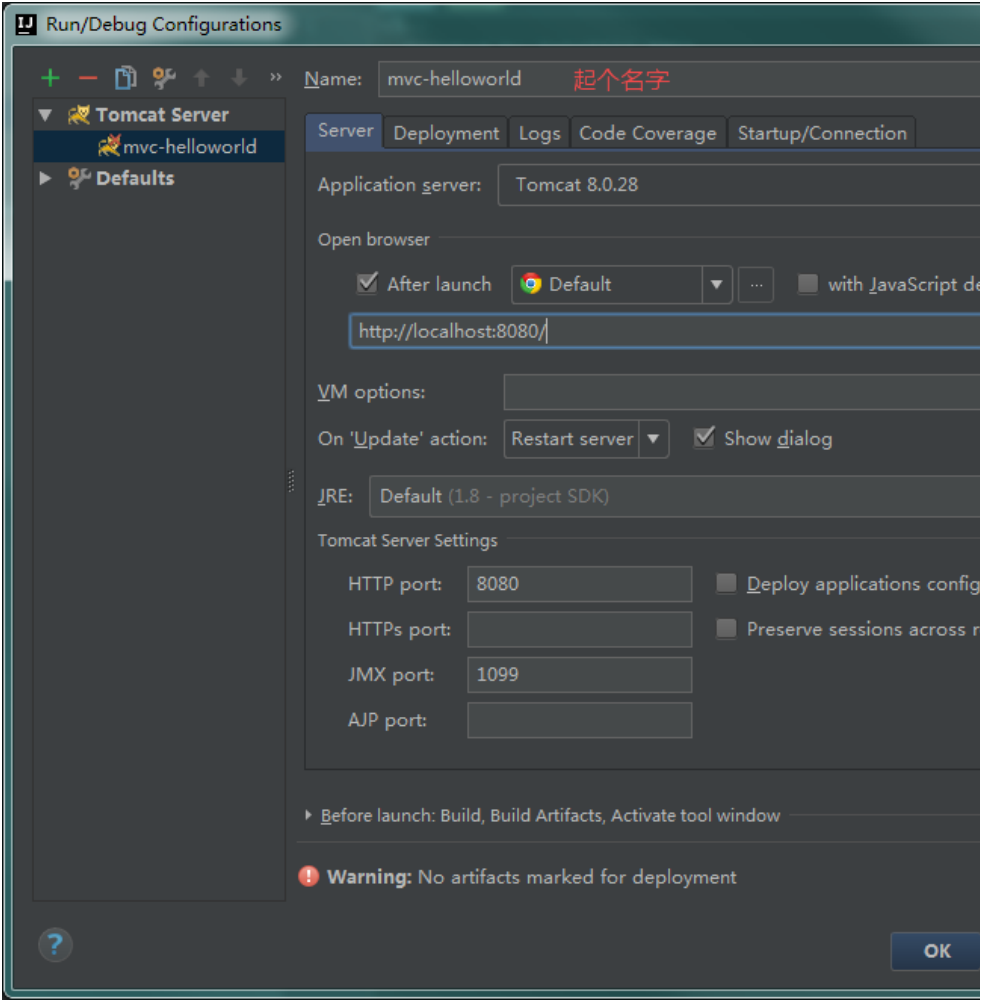 Run/Debug Configurations
Name: mvc-helloworld 起个名字
Tomcat Server
mvc-helloworld
Defaults
Server Deployment Logs Code Coverage Startup/Connection
Application server: Tomcat 8.0.28
Open browser
After launch Default ... with JavaScript de
http://localhost:8080/
VM options:
On 'Update' action: Restart server Show dialog
JRE: Default (1.8 - project SDK)
Tomcat Server Settings
HTTP port: 8080 Deploy applications config
HTTPs port: Preserve sessions across r
JMX port: 1099
AJP port:
Before launch: Build, Build Artifacts, Activate tool window
Warning: No artifacts marked for deployment
OK